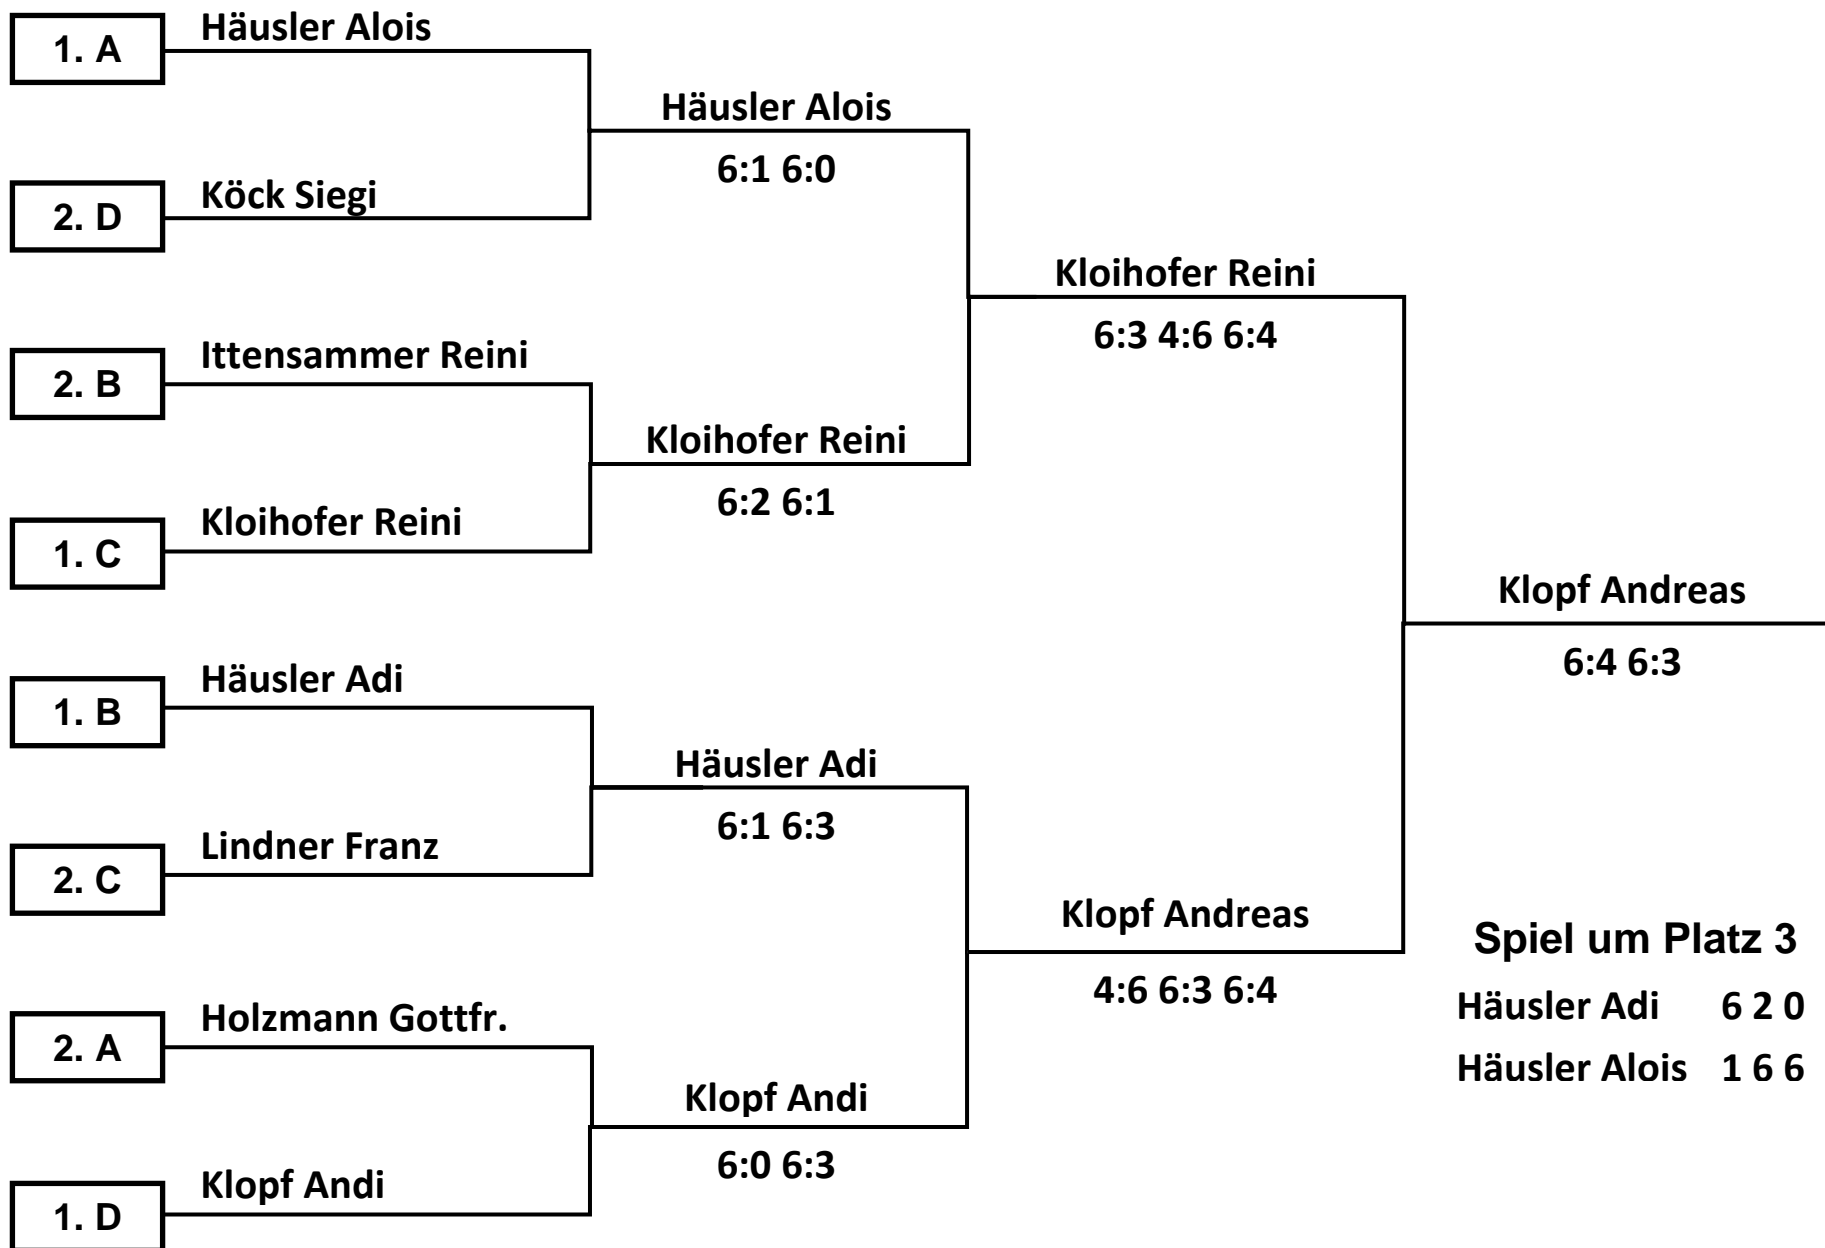 1. A
Häusler Alois
Häusler Alois
6:1 6:0
2. D
Köck Siegi
Kloihofer Reini
6:3 4:6 6:4
2. B
Ittensammer Reini
Kloihofer Reini
6:2 6:1
1. C
Kloihofer Reini
Klopf Andreas
6:4 6:3
1. B
Häusler Adi
Häusler Adi
6:1 6:3
2. C
Lindner Franz
Klopf Andreas
4:6 6:3 6:4
Spiel um Platz 3
Häusler Adi 6 2 0
Häusler Alois 1 6 6
2. A
Holzmann Gottfr.
Klopf Andi
6:0 6:3
1. D
Klopf Andi